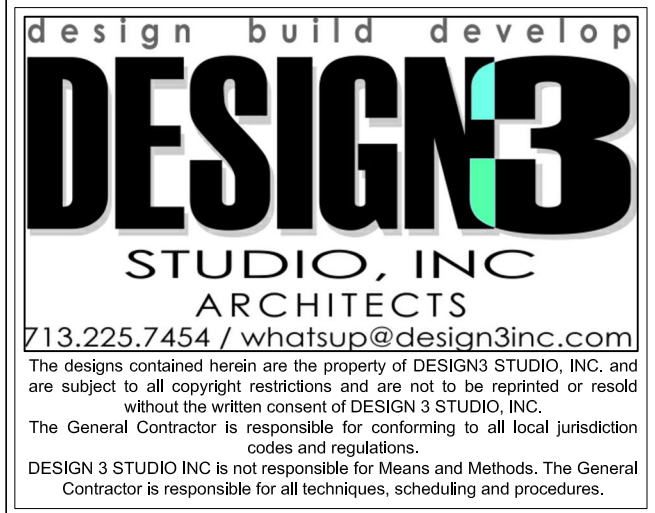 design build develop
DESIGN3
STUDIO, INC
ARCHITECTS
713.225.7454 / whatsup@design3inc.com
The designs contained herein are the property of DESIGN3 STUDIO, INC. and
are subject to all copyright restrictions and are not to be reprinted or resold
without the written consent of DESIGN 3 STUDIO, INC.
The General Contractor is responsible for conforming to all local jurisdiction
codes and regulations.
DESIGN 3 STUDIO INC is not responsible for Means and Methods. The General
Contractor is responsible for all techniques, scheduling and procedures.